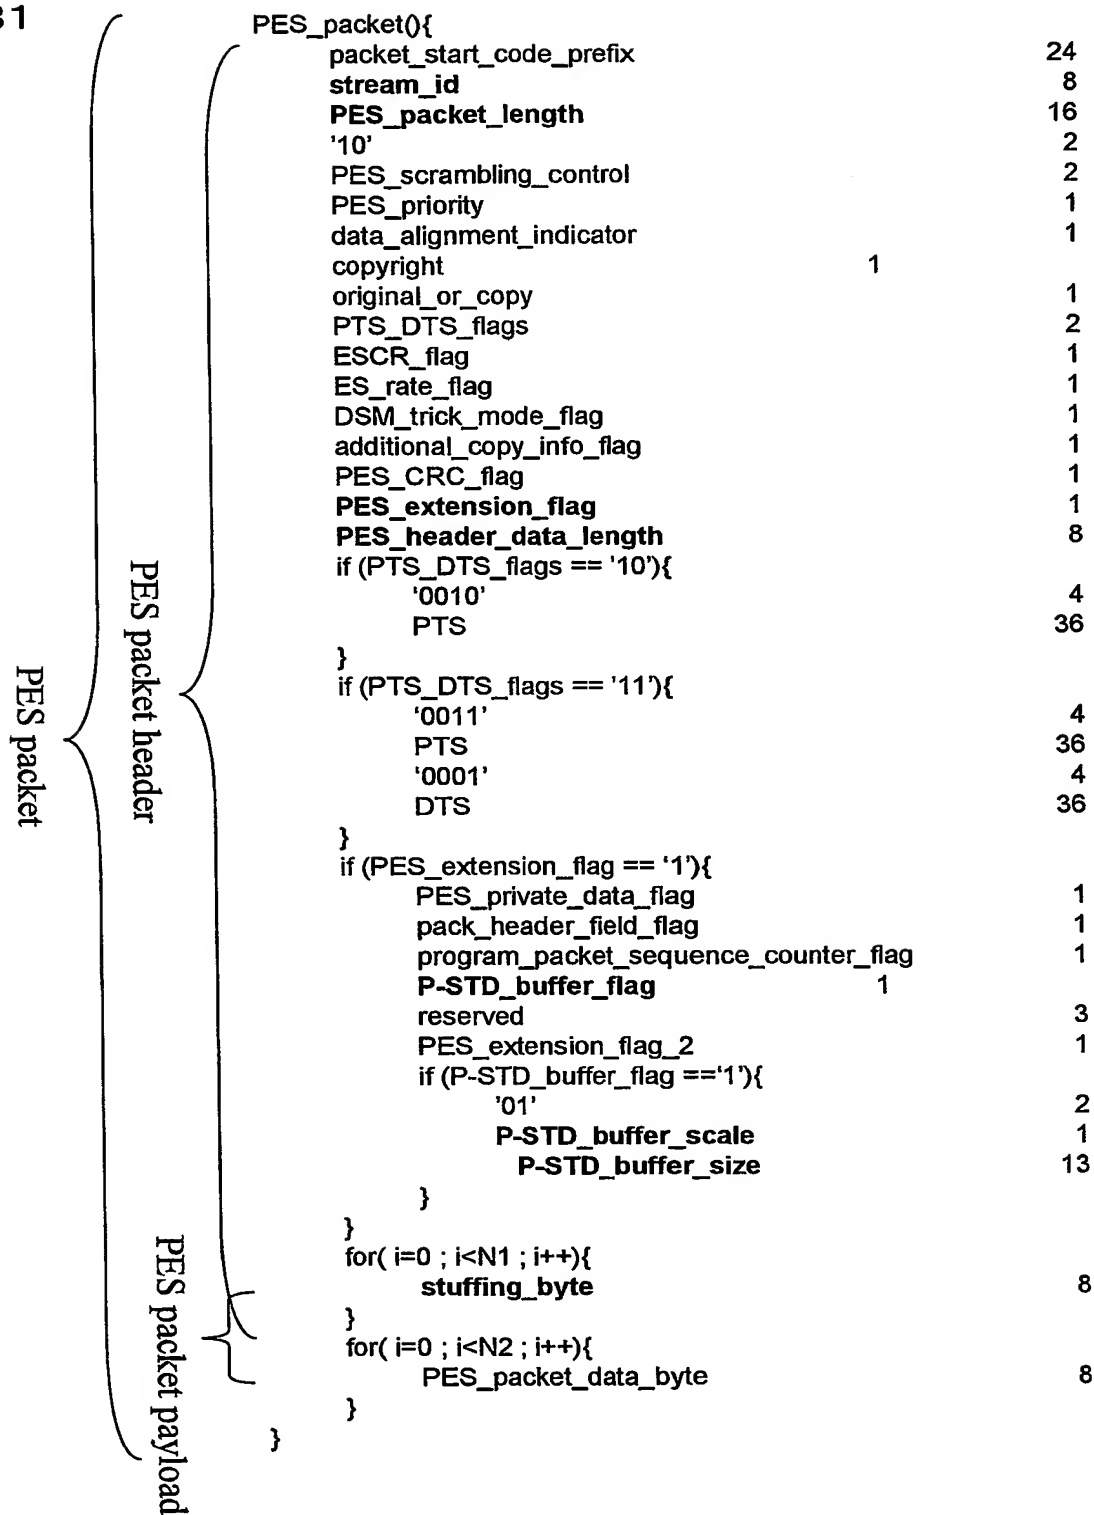 31
PES_packet(){
packet_start_code_prefix 24
stream_id 8
PES_packet_length 16
'10' 2
PES_scrambling_control 2
PES_priority 1
data_alignment_indicator 1
copyright 1
original_or_copy 1
PTS_DTS_flags 2
ESCR_flag 1
ES_rate_flag 1
DSM_trick_mode_flag 1
additional_copy_info_flag 1
PES_CRC_flag 1
PES_extension_flag 1
PES_header_data_length 8
if (PTS_DTS_flags == '10'){
'0010' 4
PTS 36
}
if (PTS_DTS_flags == '11'){
'0011' 4
PTS 36
'0001' 4
DTS 36
}
if (PES_extension_flag == '1'){
PES_private_data_flag 1
pack_header_field_flag 1
program_packet_sequence_counter_flag 1
P-STD_buffer_flag 1
reserved 3
PES_extension_flag_2 1
if (P-STD_buffer_flag =='1'){
'01' 2
P-STD_buffer_scale 1
P-STD_buffer_size 13
}
}
for( i=0 ; i<N1 ; i++){
stuffing_byte 8
}
for( i=0 ; i<N2 ; i++){
PES_packet_data_byte 8
}
}
PES packet
PES packet header
PES packet payload